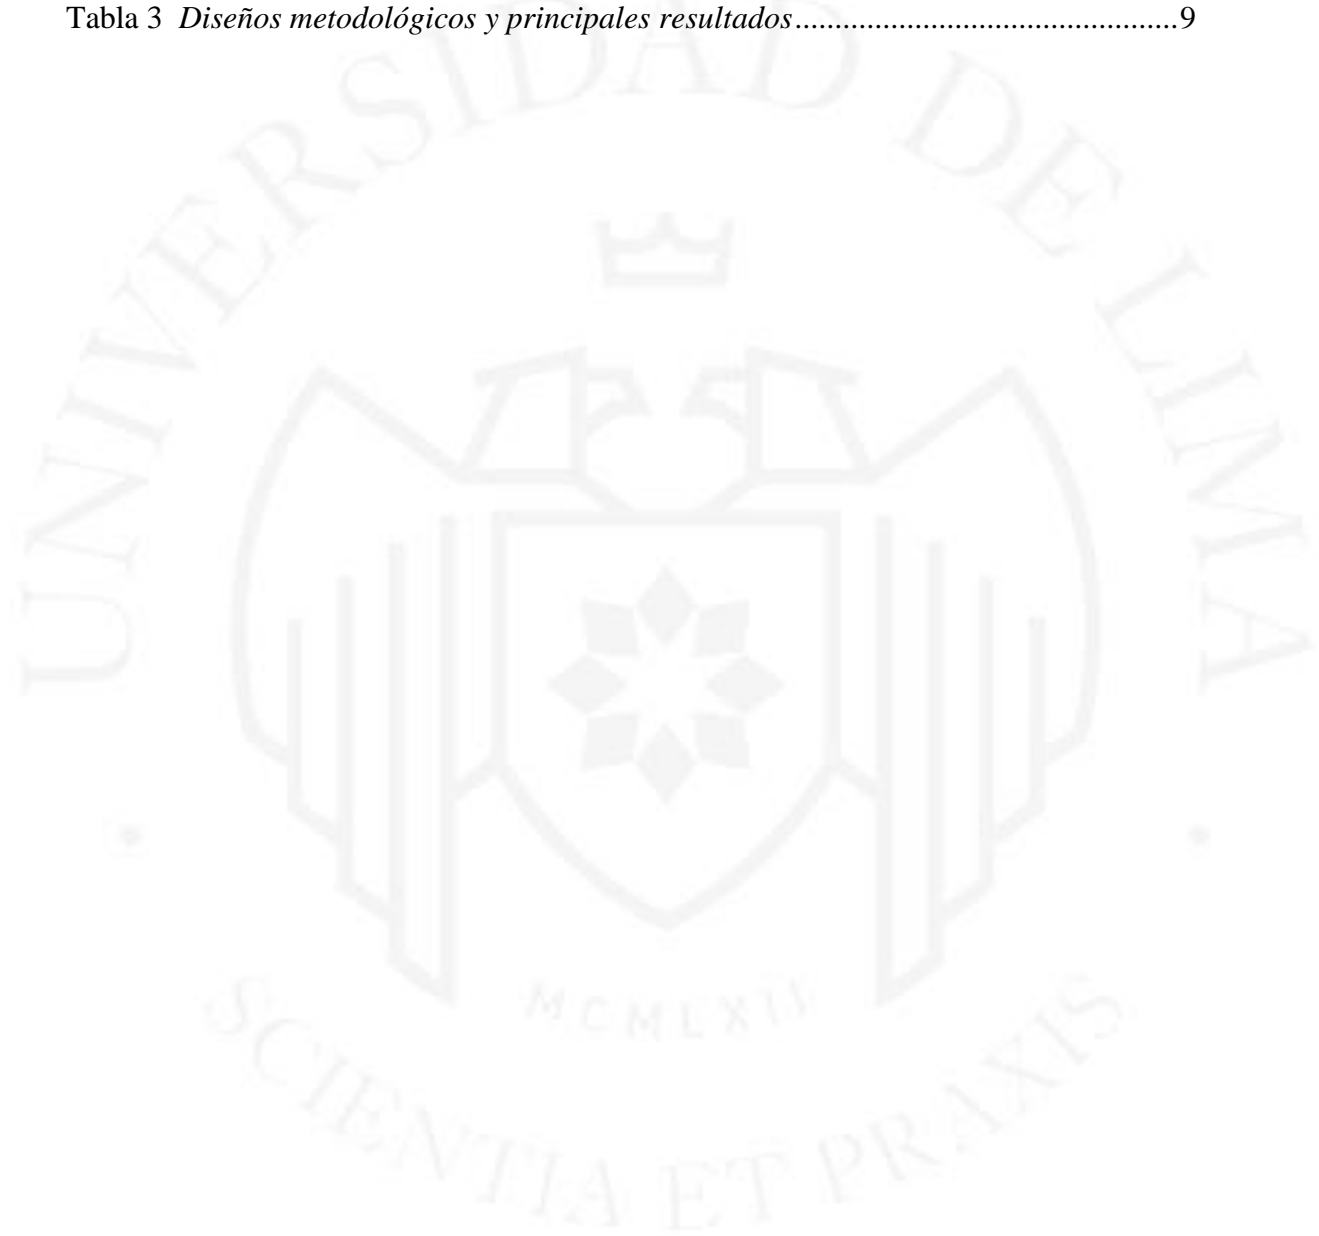 Tabla 3 Diseños metodológicos y principales resultados................................................9
UNIVERSIDAD DE LIMA
MCMLXII
SCIENTIA ET PRAXIS